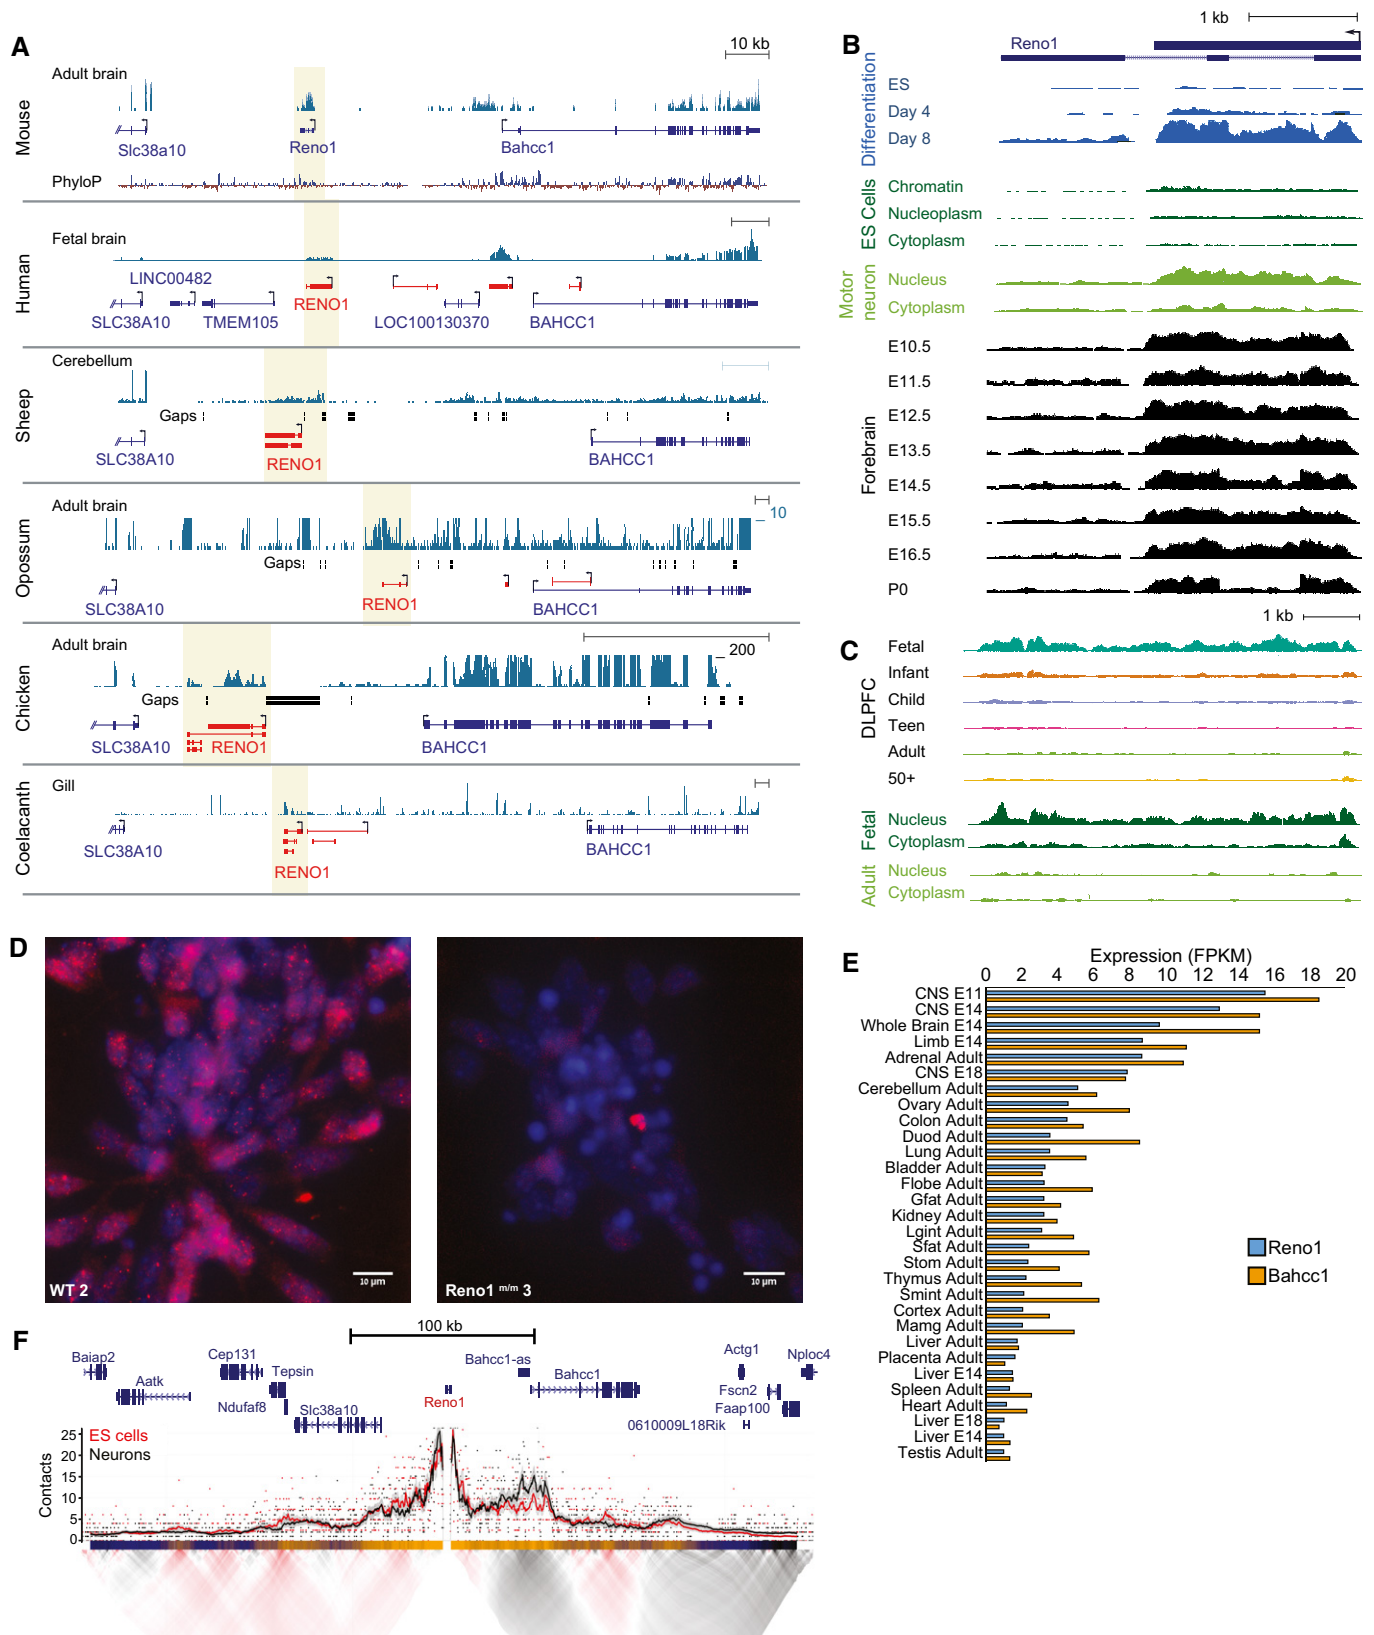 A
10 kb
Mouse
Adult brain
Slc38a10
Reno1
Bahcc1
PhyloP
Human
Fetal brain
LINC00482
SLC38A10
TMEM105
RENO1
LOC100130370
BAHCC1
Sheep
Cerebellum
Gaps
SLC38A10
RENO1
BAHCC1
Opossum
Adult brain
10
Gaps
SLC38A10
RENO1
BAHCC1
Chicken
Adult brain
200
Gaps
SLC38A10
RENO1
BAHCC1
Coelacanth
Gill
SLC38A10
RENO1
BAHCC1
B
1 kb
Reno1
Differentiation
ES
Day 4
Day 8
ES Cells
Chromatin
Nucleoplasm
Cytoplasm
Motor
neuron
Nucleus
Cytoplasm
Forebrain
E10.5
E11.5
E12.5
E13.5
E14.5
E15.5
E16.5
P0
1 kb
C
DLPFC
Fetal
Infant
Child
Teen
Adult
50+
Fetal
Nucleus
Cytoplasm
Adult
Nucleus
Cytoplasm
D
WT 2
10 µm
Reno1 m/m 3
10 µm
E
Expression (FPKM)
0 2 4 6 8 10 12 14 16 18 20
CNS E11
CNS E14
Whole Brain E14
Limb E14
Adrenal Adult
CNS E18
Cerebellum Adult
Ovary Adult
Colon Adult
Duod Adult
Lung Adult
Bladder Adult
Flobe Adult
Gfat Adult
Kidney Adult
Lgint Adult
Sfat Adult
Stom Adult
Thymus Adult
Smint Adult
Cortex Adult
Mamg Adult
Liver Adult
Placenta Adult
Liver E14
Spleen Adult
Heart Adult
Liver E18
Liver E14
Testis Adult
Reno1
Bahcc1
F
100 kb
Baiap2
Aatk
Cep131
Tepsin
Ndufaf8
Slc38a10
Reno1
Bahcc1-as
Bahcc1
Actg1
Nploc4
Fscn2
Faap100
0610009L18Rik
ES cells
Neurons
Contacts
25
20
15
10
5
0